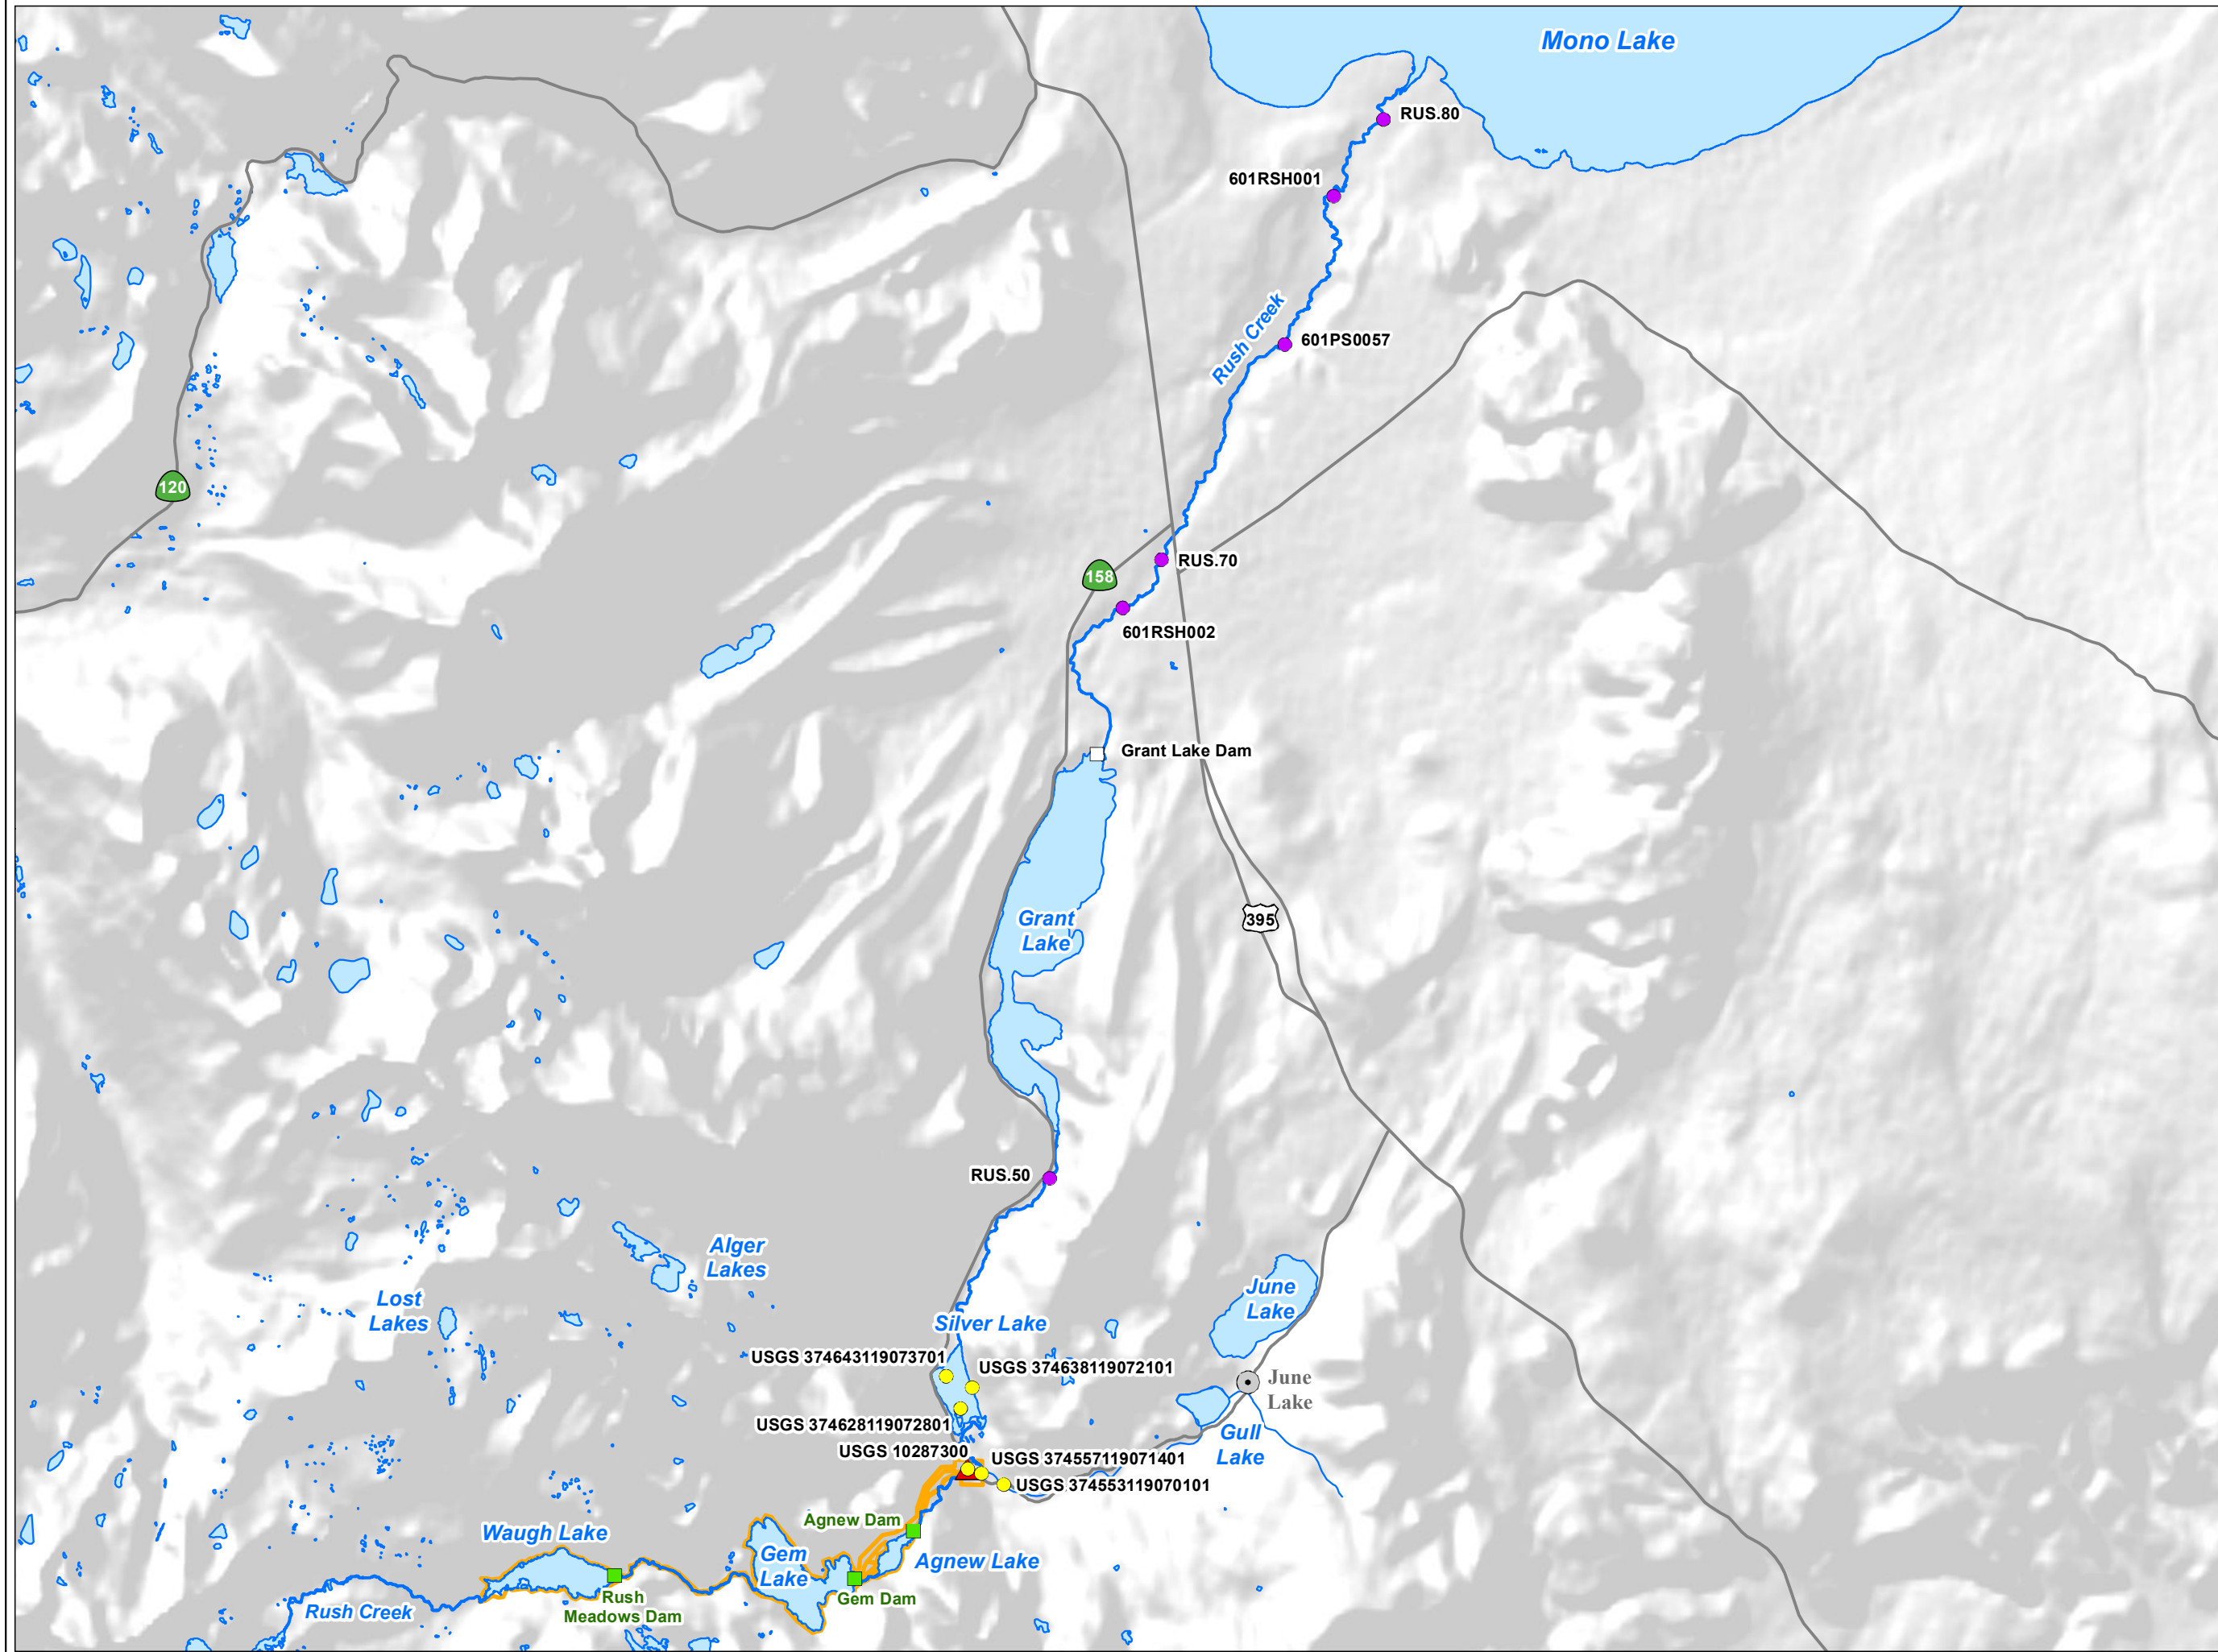 Mono Lake
RUS.80
601RSH001
Rush Creek
601PS0057
120
RUS.70
158
601RSH002
Grant Lake Dam
Grant
Lake
395
RUS.50
Alger
Lakes
Lost
Lakes
June
Lake
Silver Lake
USGS 374643119073701
USGS 374638119072101
June
Lake
USGS 374628119072801
Gull
Lake
USGS 10287300
USGS 374557119071401
USGS 374553119070101
Agnew Dam
Waugh Lake
Gem
Lake
Agnew Lake
Rush
Meadows Dam
Gem Dam
Rush Creek